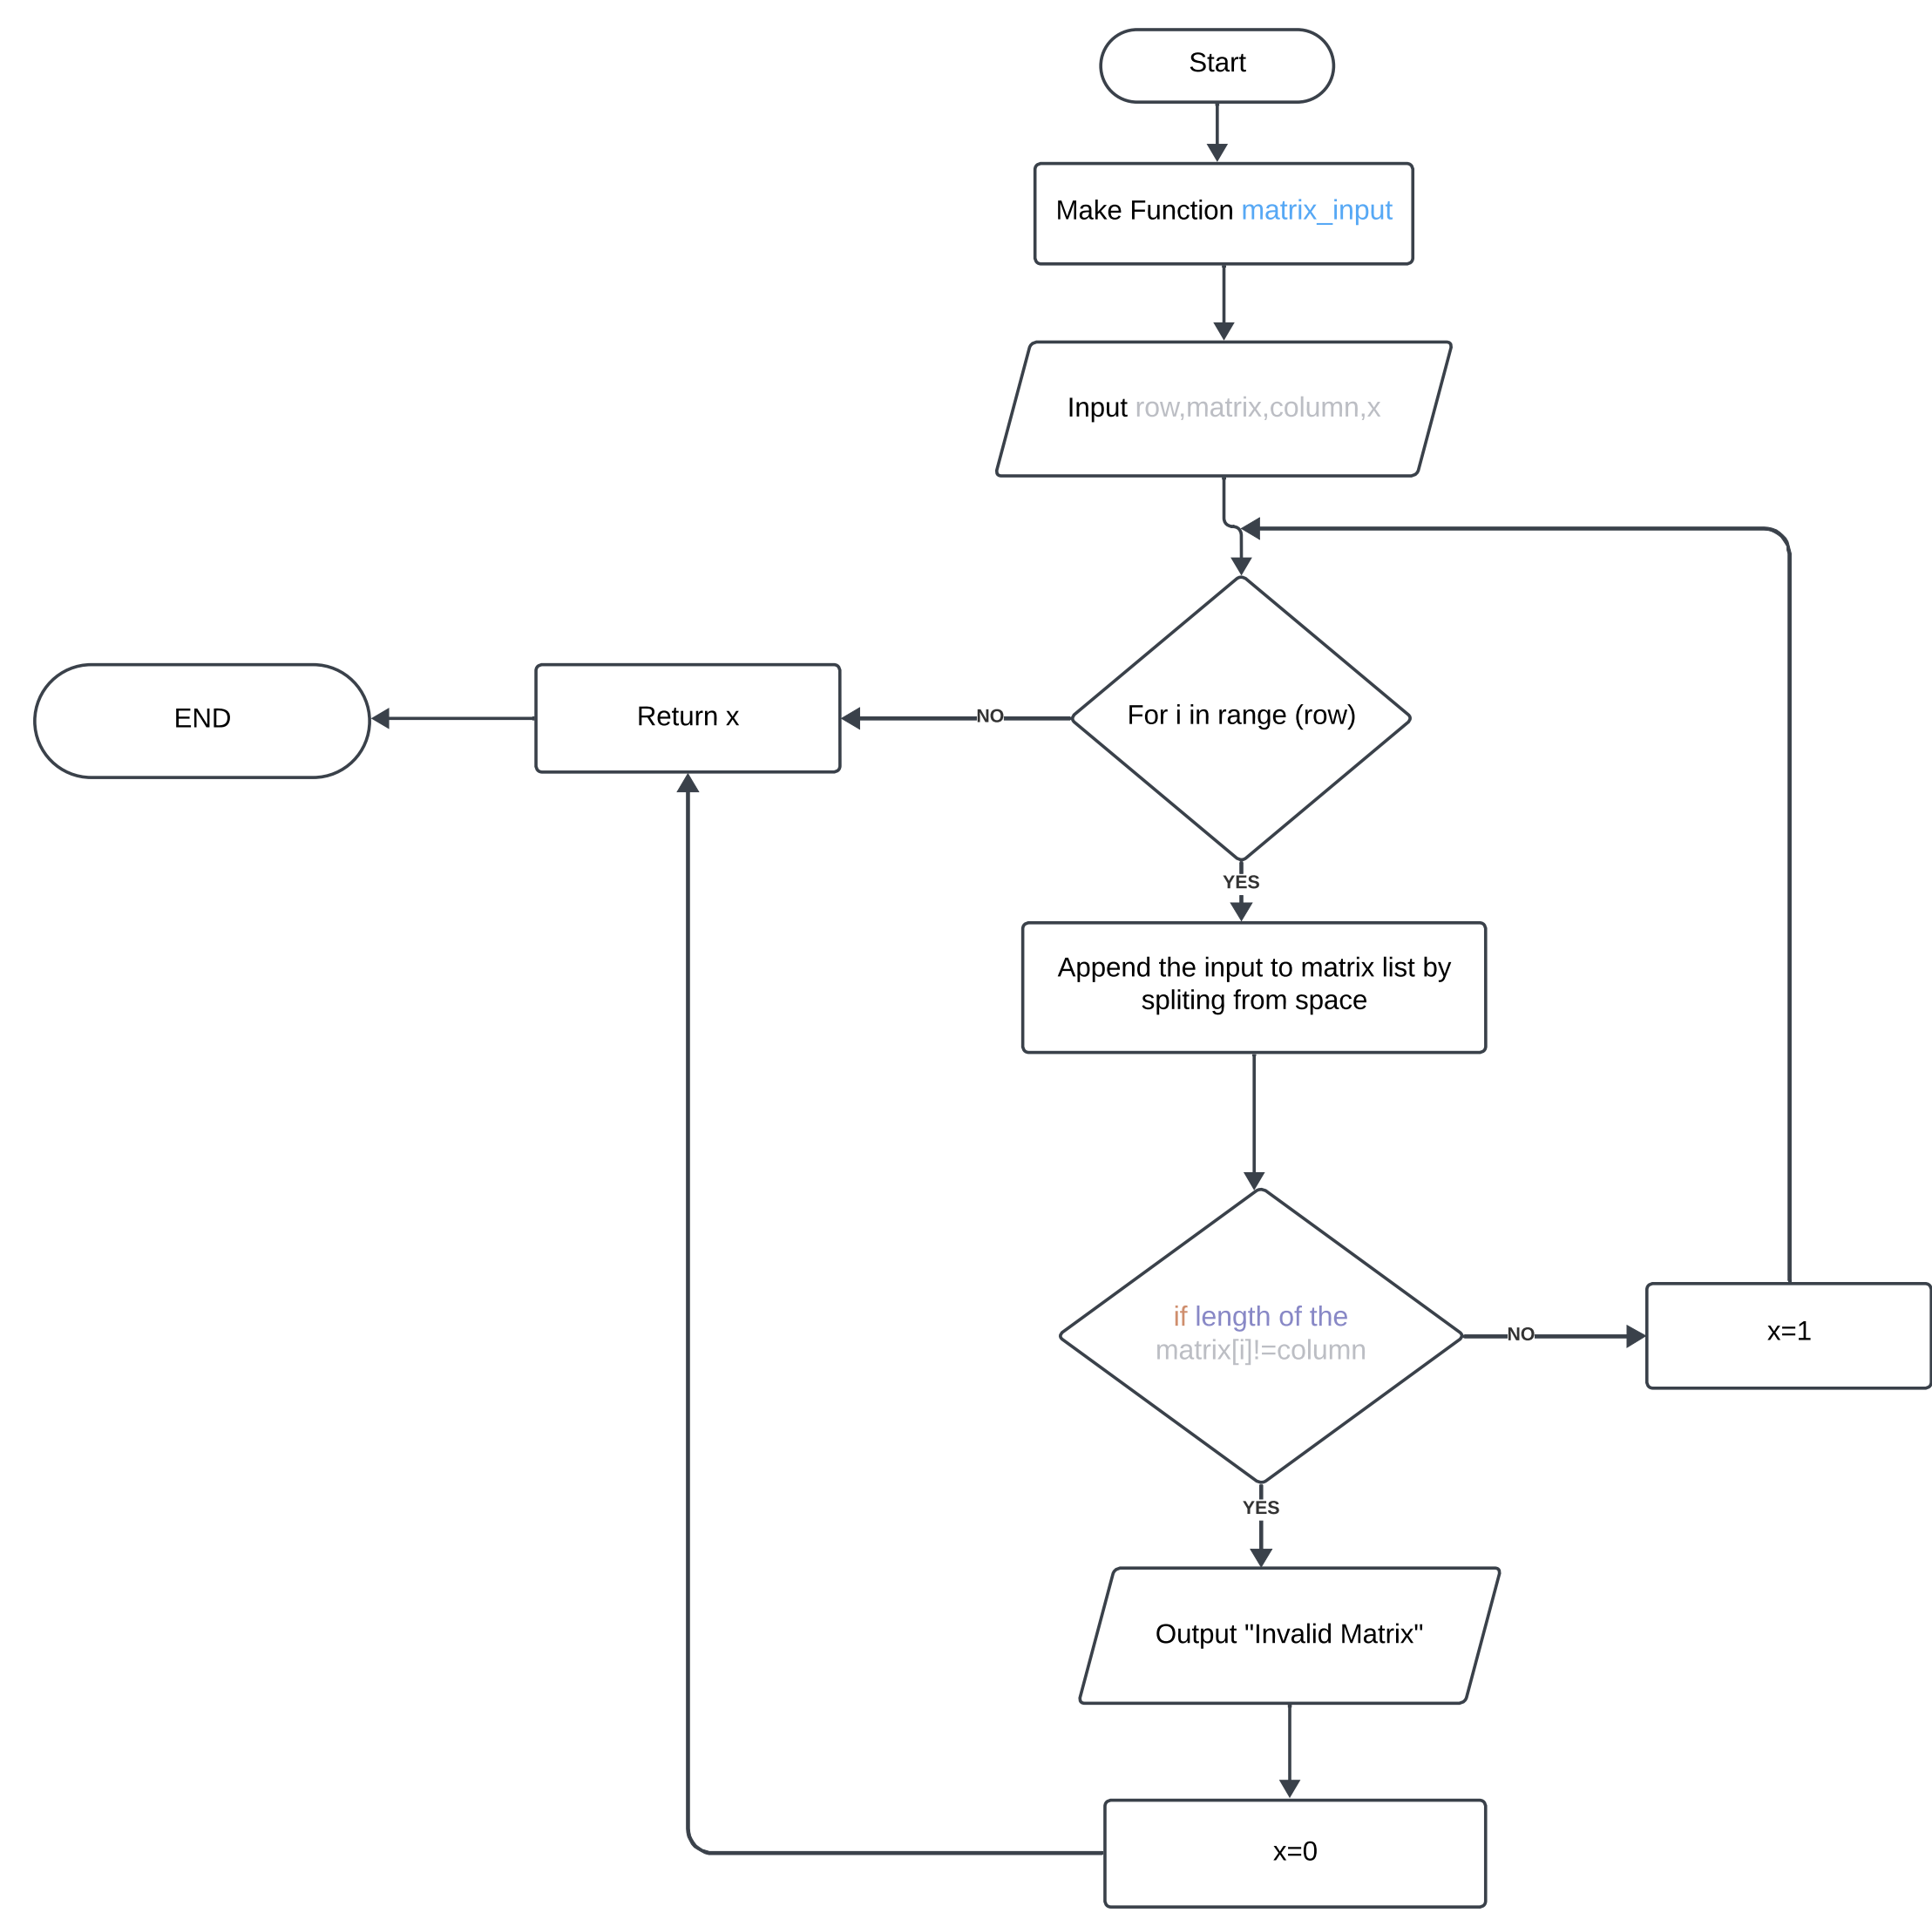 Start
Make Function matrix_input
Input row,matrix,column,x
For i in range (row)
NO
Return x
END
YES
Append the input to matrix list by
spliting from space
if length of the
matrix[i]!=column
NO
x=1
YES
Output "Invalid Matrix"
x=0